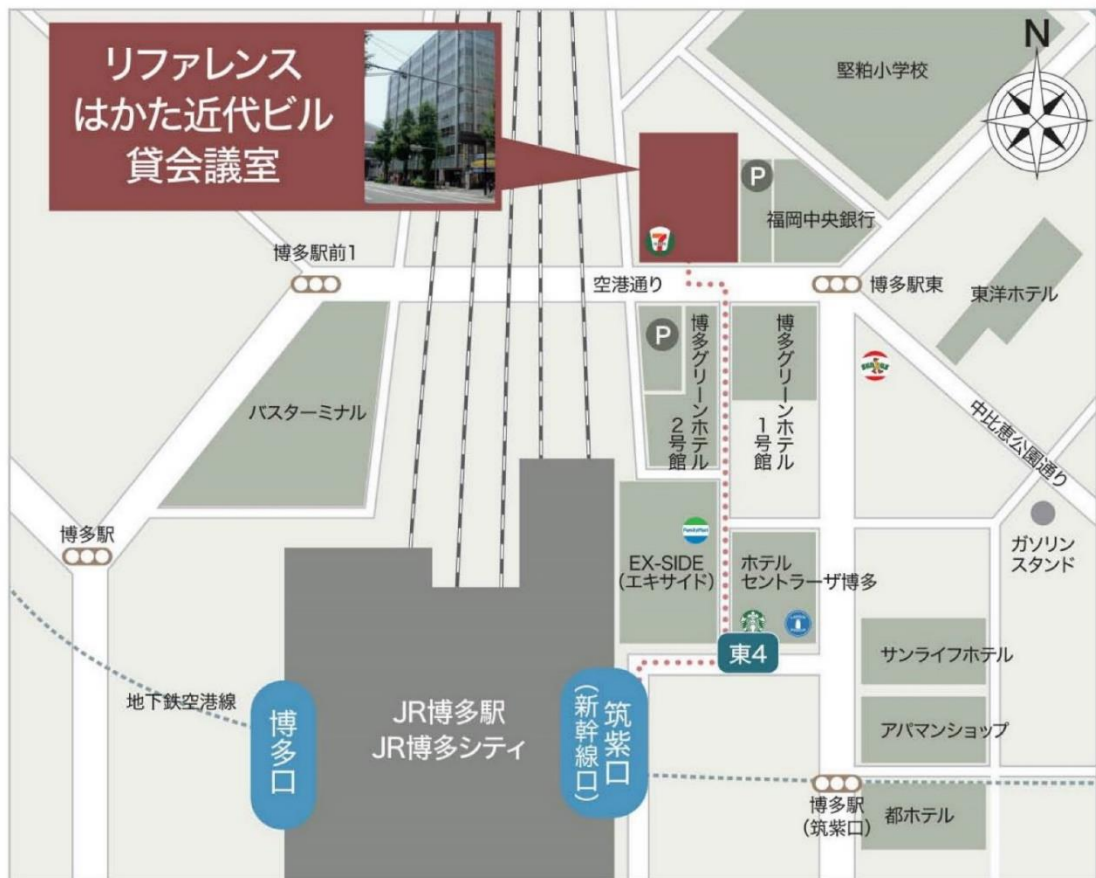 リファレンス
はかた近代ビル
貸会議室
N
堅粕小学校
P
福岡中央銀行
7
博多駅前1
空港通り
博多駅東
東洋ホテル
P
博多グリーンホテル
2号館
博多グリーンホテル
1号館
バスターミナル
中比恵公園通り
博多駅
FamilyMart
EX-SIDE
(エキサイド)
ホテル
セントラーザ博多
ガソリン
スタンド
東4
サンライフホテル
地下鉄空港線
博多口
JR博多駅
JR博多シティ
筑紫口
(新幹線口)
アパマンショップ
博多駅
(筑紫口)
都ホテル